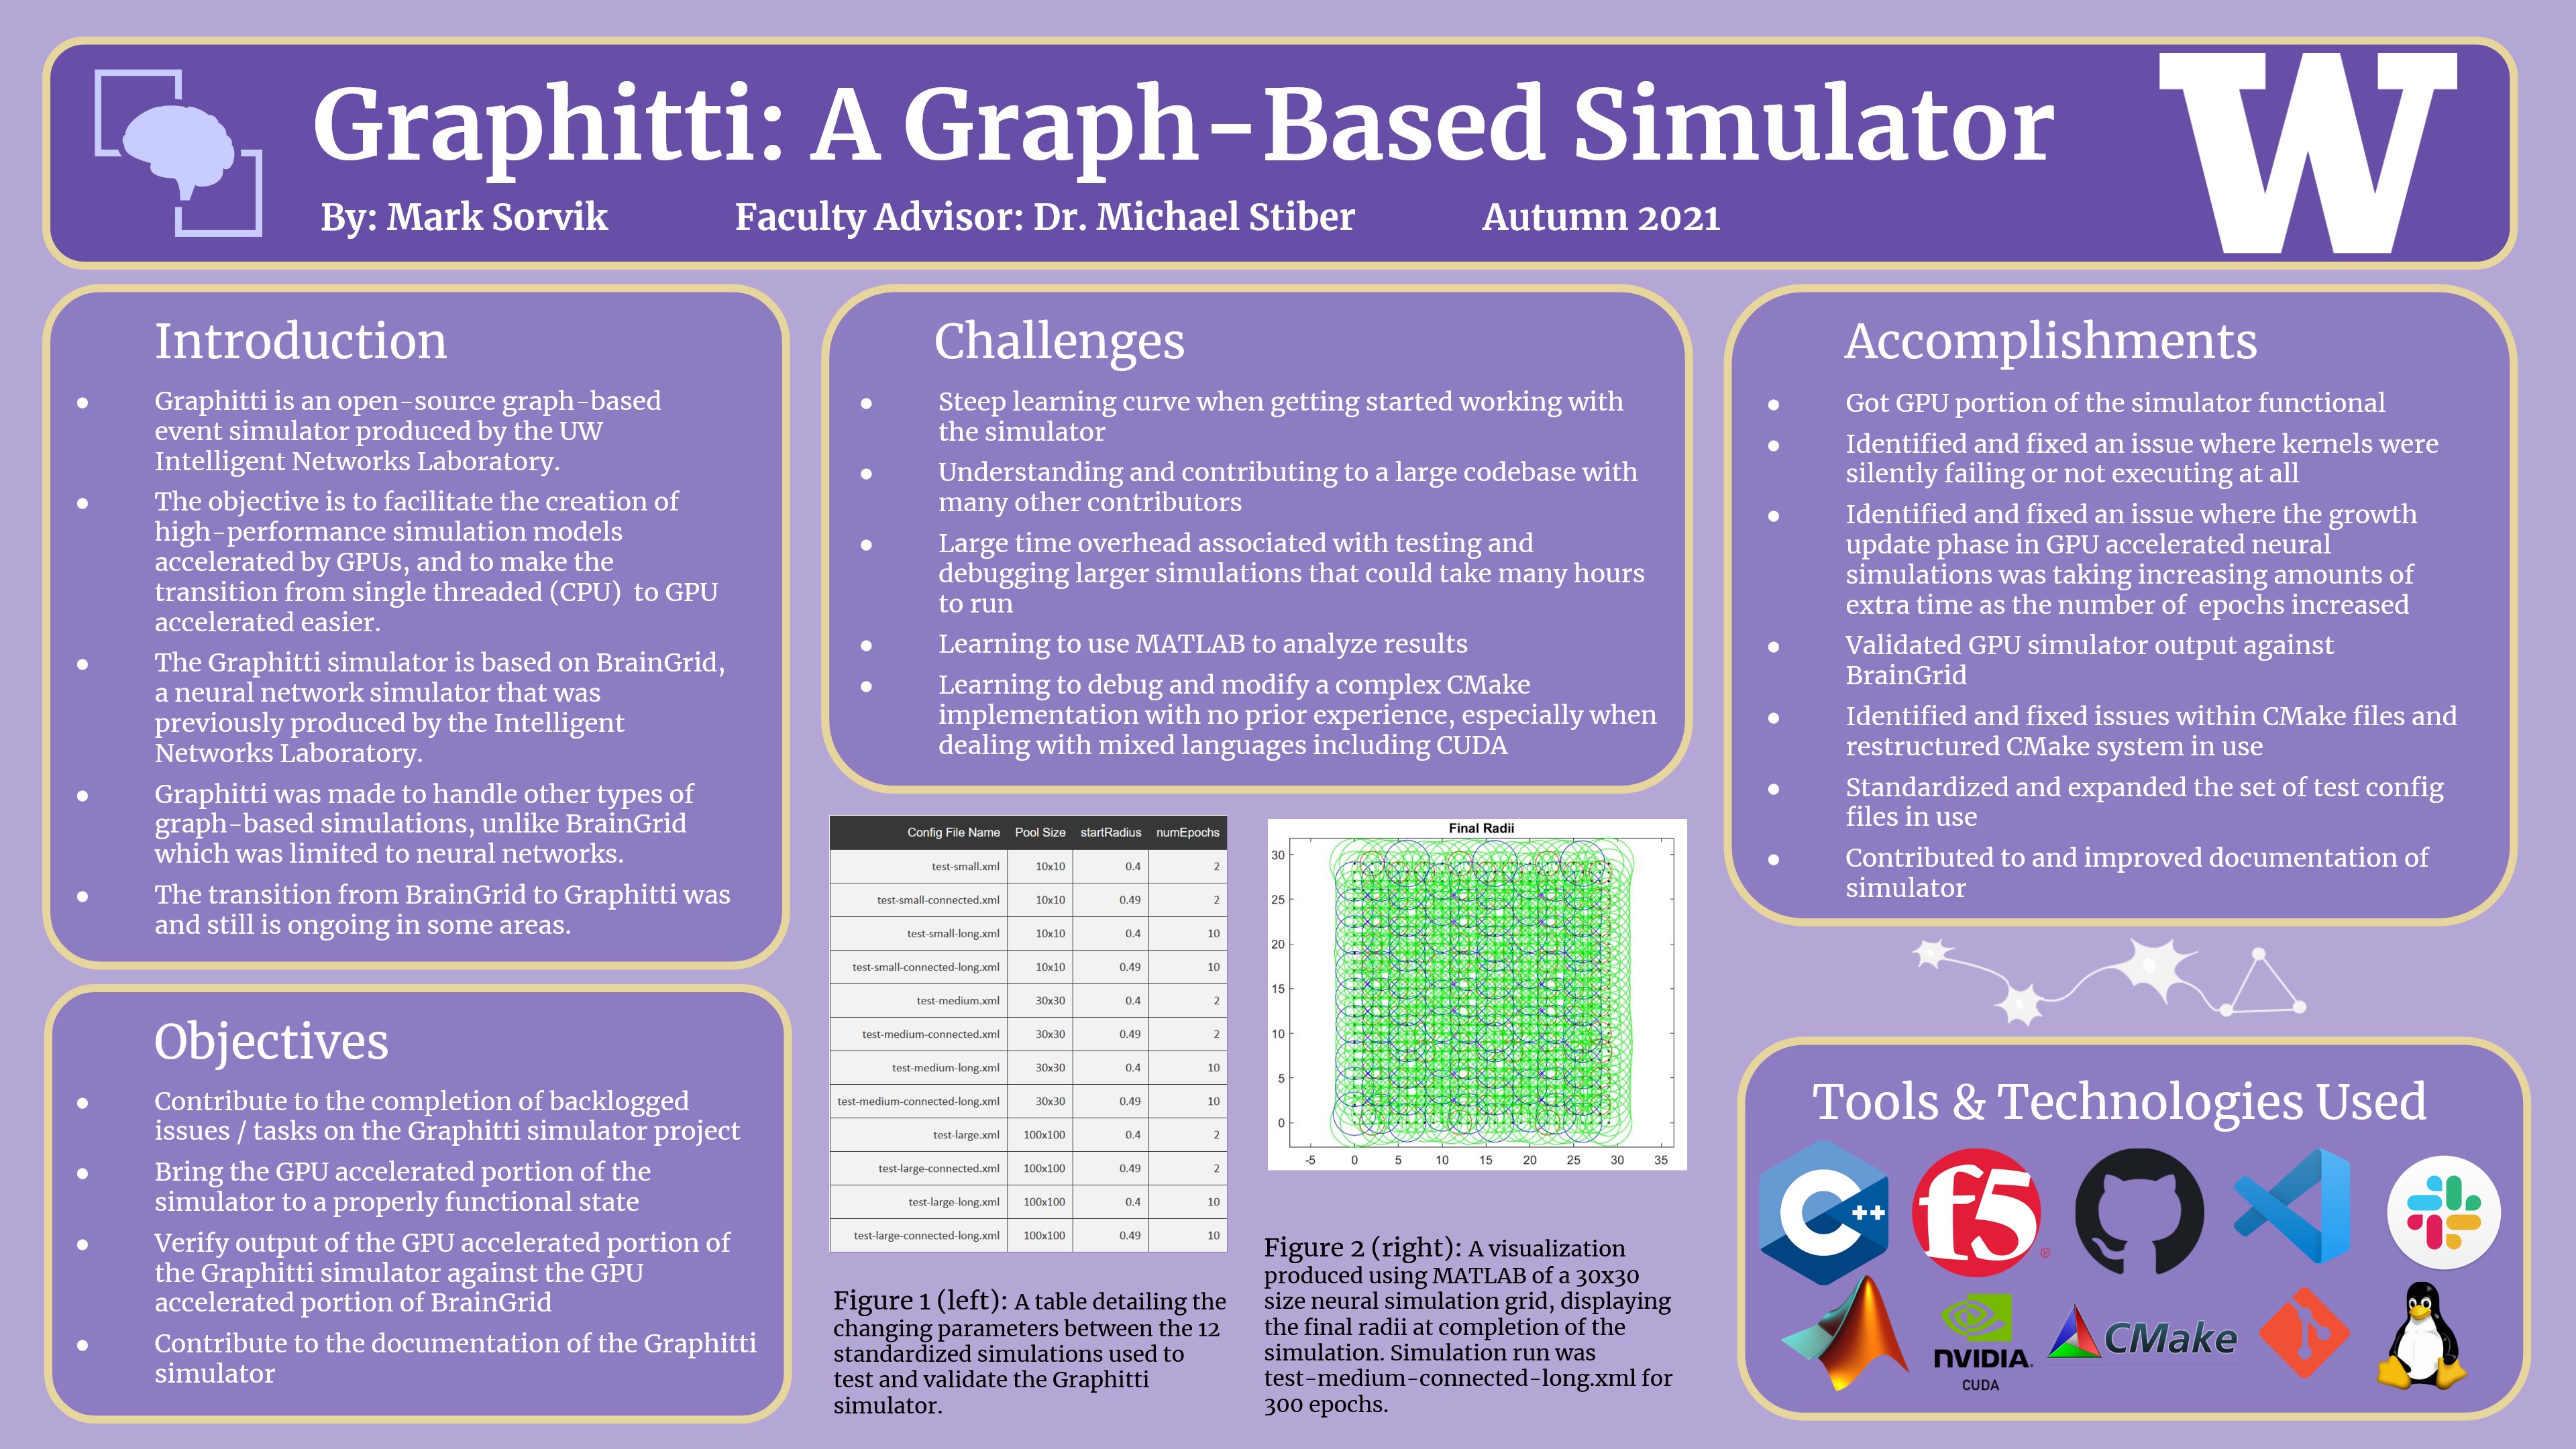 Graphitti: A Graph-Based Simulator
By: Mark Sorvik Faculty Advisor: Dr. Michael Stiber Autumn 2021
W
Introduction
● Graphitti is an open-source graph-based
event simulator produced by the UW
Intelligent Networks Laboratory.
● The objective is to facilitate the creation of
high-performance simulation models
accelerated by GPUs, and to make the
transition from single threaded (CPU) to GPU
accelerated easier.
● The Graphitti simulator is based on BrainGrid,
a neural network simulator that was
previously produced by the Intelligent
Networks Laboratory.
● Graphitti was made to handle other types of
graph-based simulations, unlike BrainGrid
which was limited to neural networks.
● The transition from BrainGrid to Graphitti was
and still is ongoing in some areas.
Objectives
● Contribute to the completion of backlogged
issues / tasks on the Graphitti simulator project
● Bring the GPU accelerated portion of the
simulator to a properly functional state
● Verify output of the GPU accelerated portion of
the Graphitti simulator against the GPU
accelerated portion of BrainGrid
● Contribute to the documentation of the Graphitti
simulator
Challenges
● Steep learning curve when getting started working with
the simulator
● Understanding and contributing to a large codebase with
many other contributors
● Large time overhead associated with testing and
debugging larger simulations that could take many hours
to run
● Learning to use MATLAB to analyze results
● Learning to debug and modify a complex CMake
implementation with no prior experience, especially when
dealing with mixed languages including CUDA
Config File Name Pool Size startRadius numEpochs
test-small.xml 10x10 0.4 2
test-small-connected.xml 10x10 0.49 2
test-small-long.xml 10x10 0.4 10
test-small-connected-long.xml 10x10 0.49 10
test-medium.xml 30x30 0.4 2
test-medium-connected.xml 30x30 0.49 2
test-medium-long.xml 30x30 0.4 10
test-medium-connected-long.xml 30x30 0.49 10
test-large.xml 100x100 0.4 2
test-large-connected.xml 100x100 0.49 2
test-large-long.xml 100x100 0.4 10
test-large-connected-long.xml 100x100 0.49 10
Figure 1 (left): A table detailing the
changing parameters between the 12
standardized simulations used to
test and validate the Graphitti
simulator.
Final Radii
30
25
20
15
10
5
0
-5 0 5 10 15 20 25 30 35
Figure 2 (right): A visualization
produced using MATLAB of a 30x30
size neural simulation grid, displaying
the final radii at completion of the
simulation. Simulation run was
test-medium-connected-long.xml for
300 epochs.
Accomplishments
● Got GPU portion of the simulator functional
● Identified and fixed an issue where kernels were
silently failing or not executing at all
● Identified and fixed an issue where the growth
update phase in GPU accelerated neural
simulations was taking increasing amounts of
extra time as the number of epochs increased
● Validated GPU simulator output against
BrainGrid
● Identified and fixed issues within CMake files and
restructured CMake system in use
● Standardized and expanded the set of test config
files in use
● Contributed to and improved documentation of
simulator
Tools & Technologies Used
C++ f5®
NVIDIA. CMake
CUDA